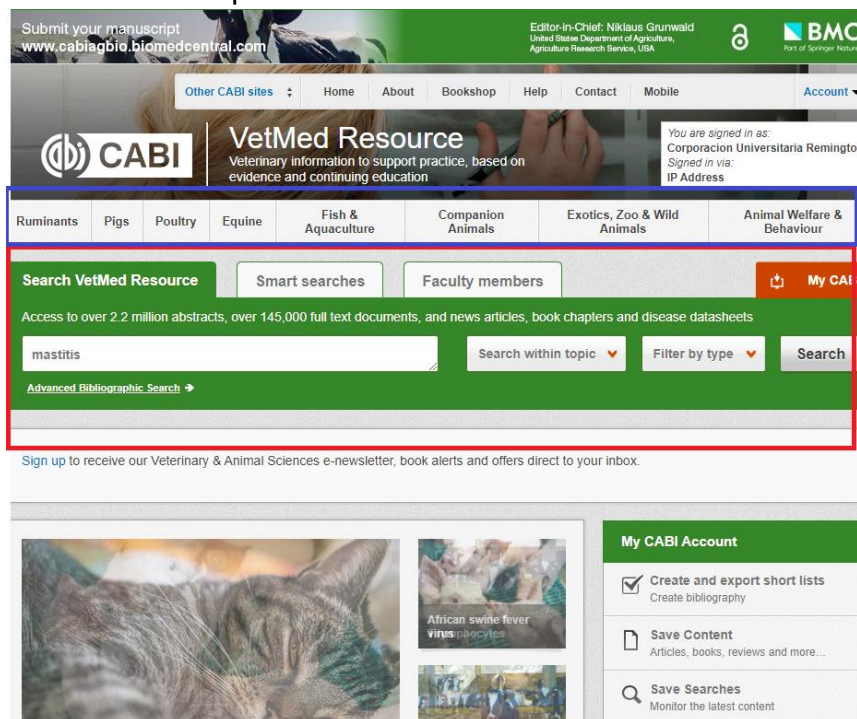 Submit your manuscript
www.cabiagbio.biomedcentral.com
Editor-In-Chief: Niklaus Grunwald
United States Department of Agriculture,
Agriculture Research Service, USA
BMC
Part of Springer Nature
Other CABI sites Home About Bookshop Help Contact Mobile Account
CABI
VetMed Resource
Veterinary information to support practice, based on
evidence and continuing education
You are signed in as:
Corporacion Universitaria Remingto
Signed in via:
IP Address
Ruminants Pigs Poultry Equine Fish & Aquaculture Companion Animals Exotics, Zoo & Wild Animals Animal Welfare & Behaviour
Search VetMed Resource Smart searches Faculty members My CAB
Access to over 2.2 million abstracts, over 145,000 full text documents, and news articles, book chapters and disease datasheets
mastitis Search within topic Filter by type Search
Advanced Bibliographic Search
Sign up to receive our Veterinary & Animal Sciences e-newsletter, book alerts and offers direct to your inbox.
African swine fever
virus
My CABI Account
Create and export short lists
Create bibliography
Save Content
Articles, books, reviews and more...
Save Searches
Monitor the latest content